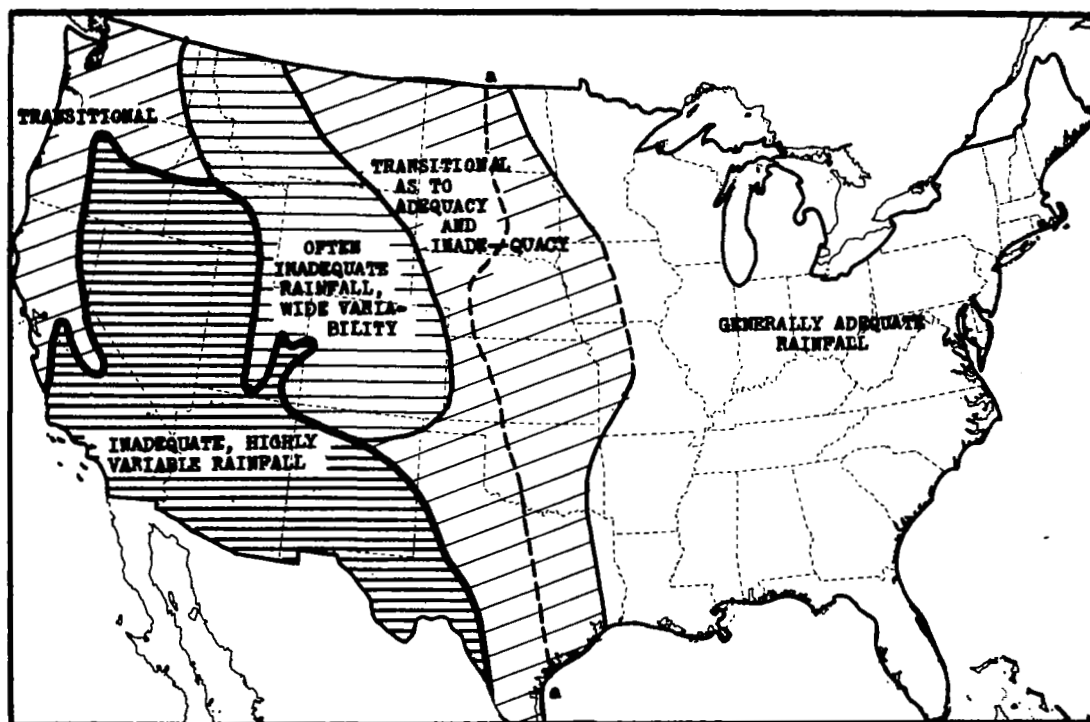 a
TRANSITIONAL
TRANSITIONAL
AS TO
ADEQUACY
AND
INADE-QUACY
OFTEN
INADEQUATE
RAINFALL,
WIDE VARIA-
BILITY
GENERALLY ADEQUATE
RAINFALL
INADEQUATE, HIGHLY
VARIABLE RAINFALL
a